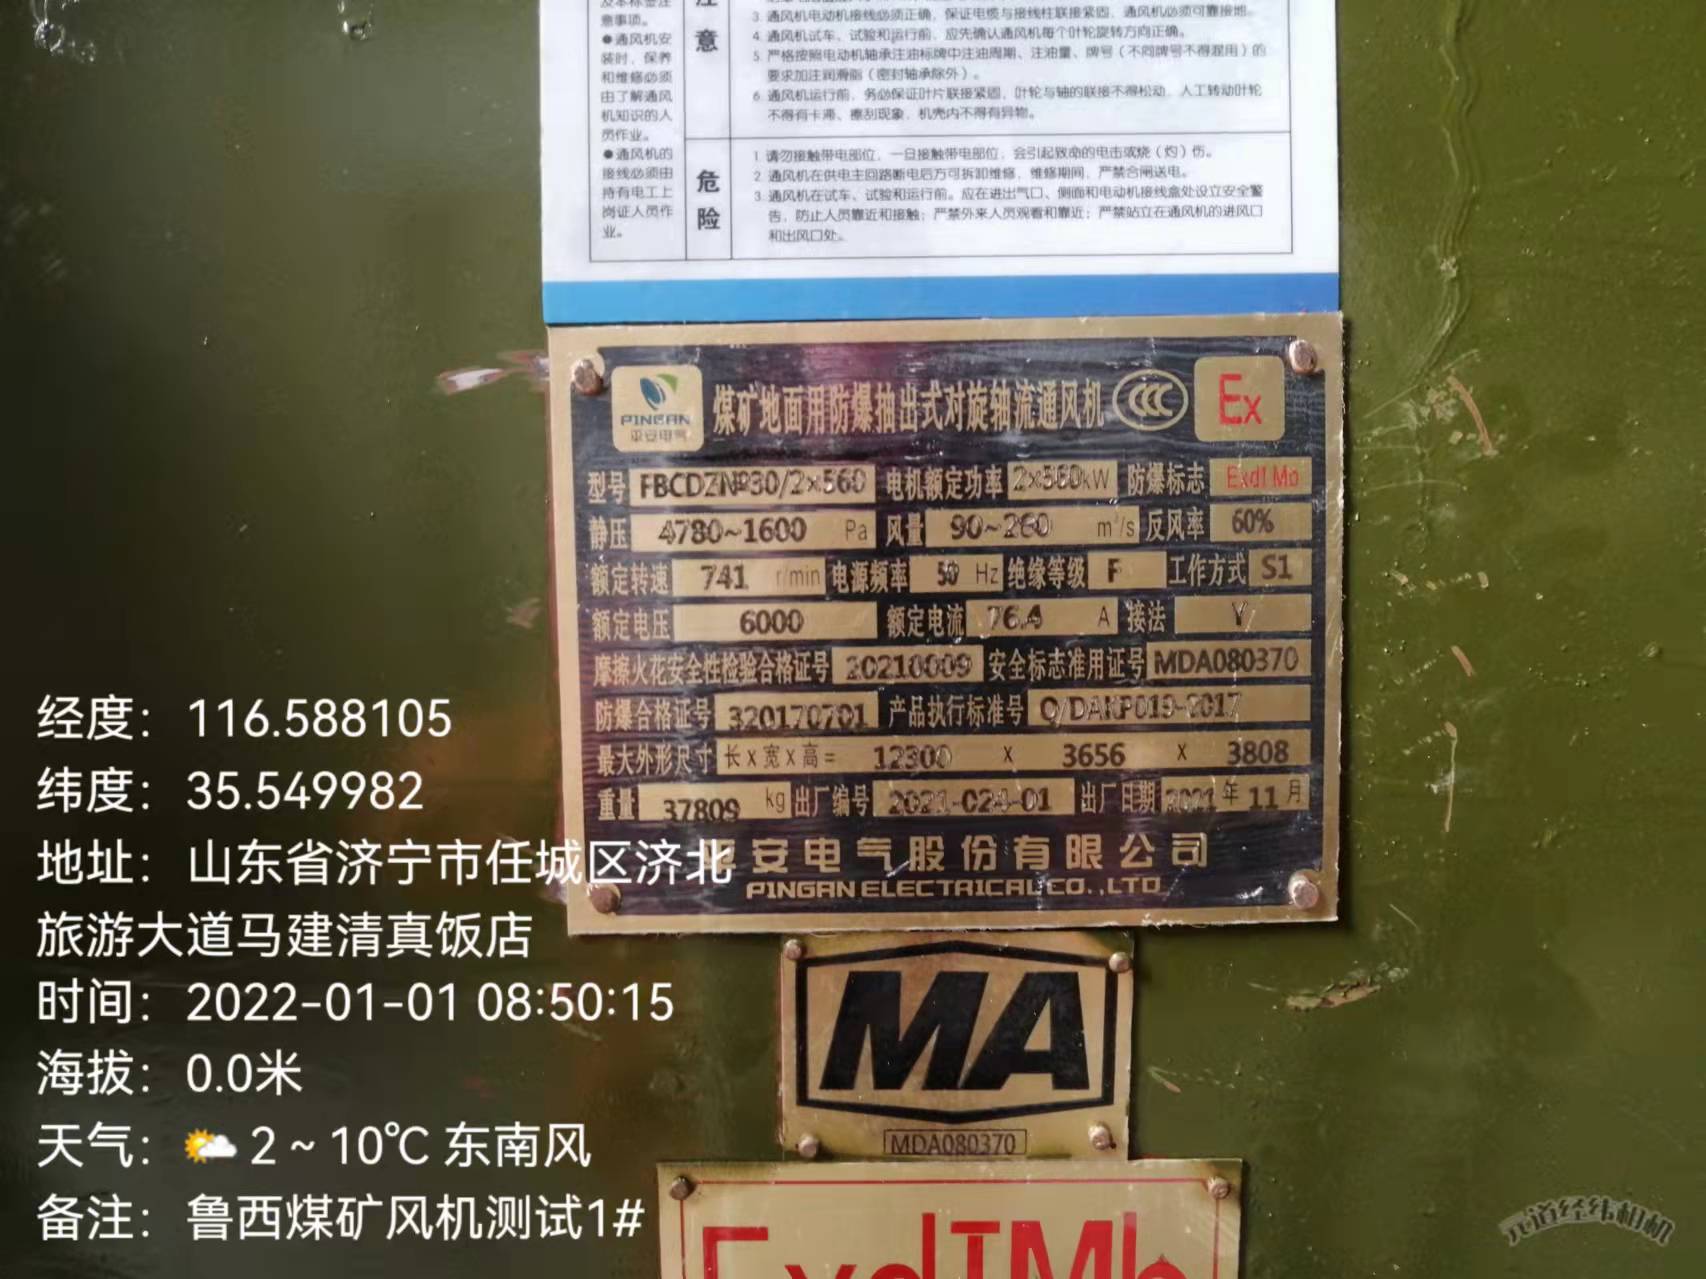 及本标签注
意事项。
●通风机安
装时，保养
和维修必须
由了解通风
机知识的人
员作业。
●通风机的
接线必须由
持有电工上
岗证人员作
业。
注
意
3. 通风机电动机接线必须正确，保证电缆与接线柱联接紧固，通风机必须可靠接地。
4. 通风机试车、试验和运行前，应先确认通风机每个叶轮旋转方向正确。
5. 严格按照电动机轴承注油标牌中注油周期、注油量、牌号（不同牌号不得混用）的
要求加注润滑脂（密封轴承除外）。
6. 通风机运行前，务必保证叶片联接紧固，叶轮与轴的联接不得松动，人工转动叶轮
不得有卡滞、擦刮现象，机壳内不得有异物。
危
险
1. 请勿接触带电部位，一旦接触带电部位，会引起致命的电击或烧（灼）伤。
2. 通风机在供电主回路断电后方可拆卸维修，维修期间，严禁合闸送电。
3. 通风机在试车、试验和运行前。应在进出气口、侧面和电动机接线盒处设立安全警
告，防止人员靠近和接触；严禁外来人员观看和靠近；严禁站立在通风机的进风口
和出风口处。
PINGAN
平安电气
煤矿地面用防爆抽出式对旋轴流通风机 CCC Ex
型号 FBCDZ№30/2×560 电机额定功率 2×560kW 防爆标志 ExdI Mb
静压 4780~1600 Pa 风量 90~260 m³/s 反风率 60%
额定转速 741 r/min 电源频率 50 Hz 绝缘等级 F 工作方式 S1
额定电压 6000 额定电流 76.4 A 接法 Y
摩擦火花安全性检验合格证号 20210009 安全标志准用证号 MDA080370
防爆合格证号 320170701 产品执行标准号 Q/DAKP019-2017
最大外形尺寸 长×宽×高= 12300 × 3656 × 3808
重量 37809 kg 出厂编号 2021-024-01 出厂日期 2021 年 11 月
平安电气股份有限公司
PINGAN ELECTRICAL CO.,LTD
MA
MDA080370
ExdIMb
经度：116.588105
纬度：35.549982
地址：山东省济宁市任城区济北
旅游大道马建清真饭店
时间：2022-01-01 08:50:15
海拔：0.0米
天气：🌤 2 ~ 10℃ 东南风
备注：鲁西煤矿风机测试1#
元道经纬相机